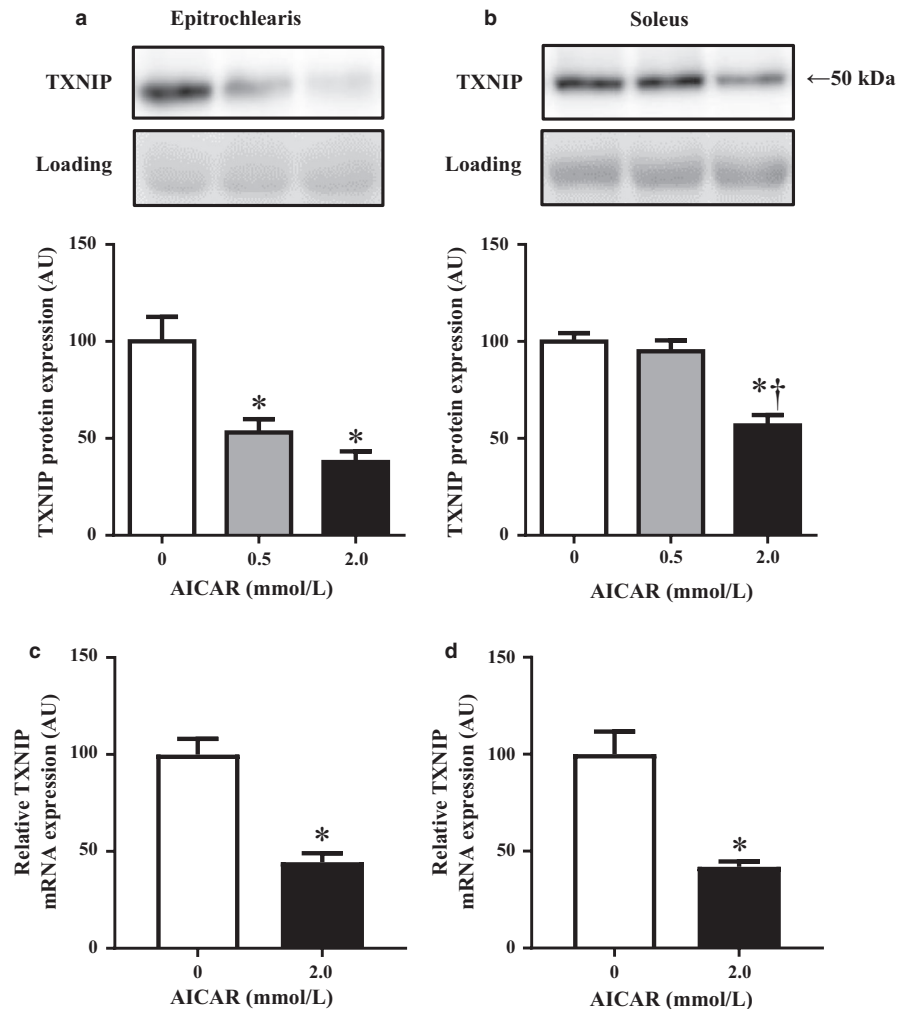 a Epitrochlearis
TXNIP
Loading
TXNIP protein expression (AU)
150
100
50
0
*
*
0 0.5 2.0
AICAR (mmol/L)
b Soleus
TXNIP ←50 kDa
Loading
TXNIP protein expression (AU)
150
100
50
0
*†
0 0.5 2.0
AICAR (mmol/L)
c
Relative TXNIP
mRNA expression (AU)
150
100
50
0
*
0 2.0
AICAR (mmol/L)
d
Relative TXNIP
mRNA expression (AU)
150
100
50
0
*
0 2.0
AICAR (mmol/L)